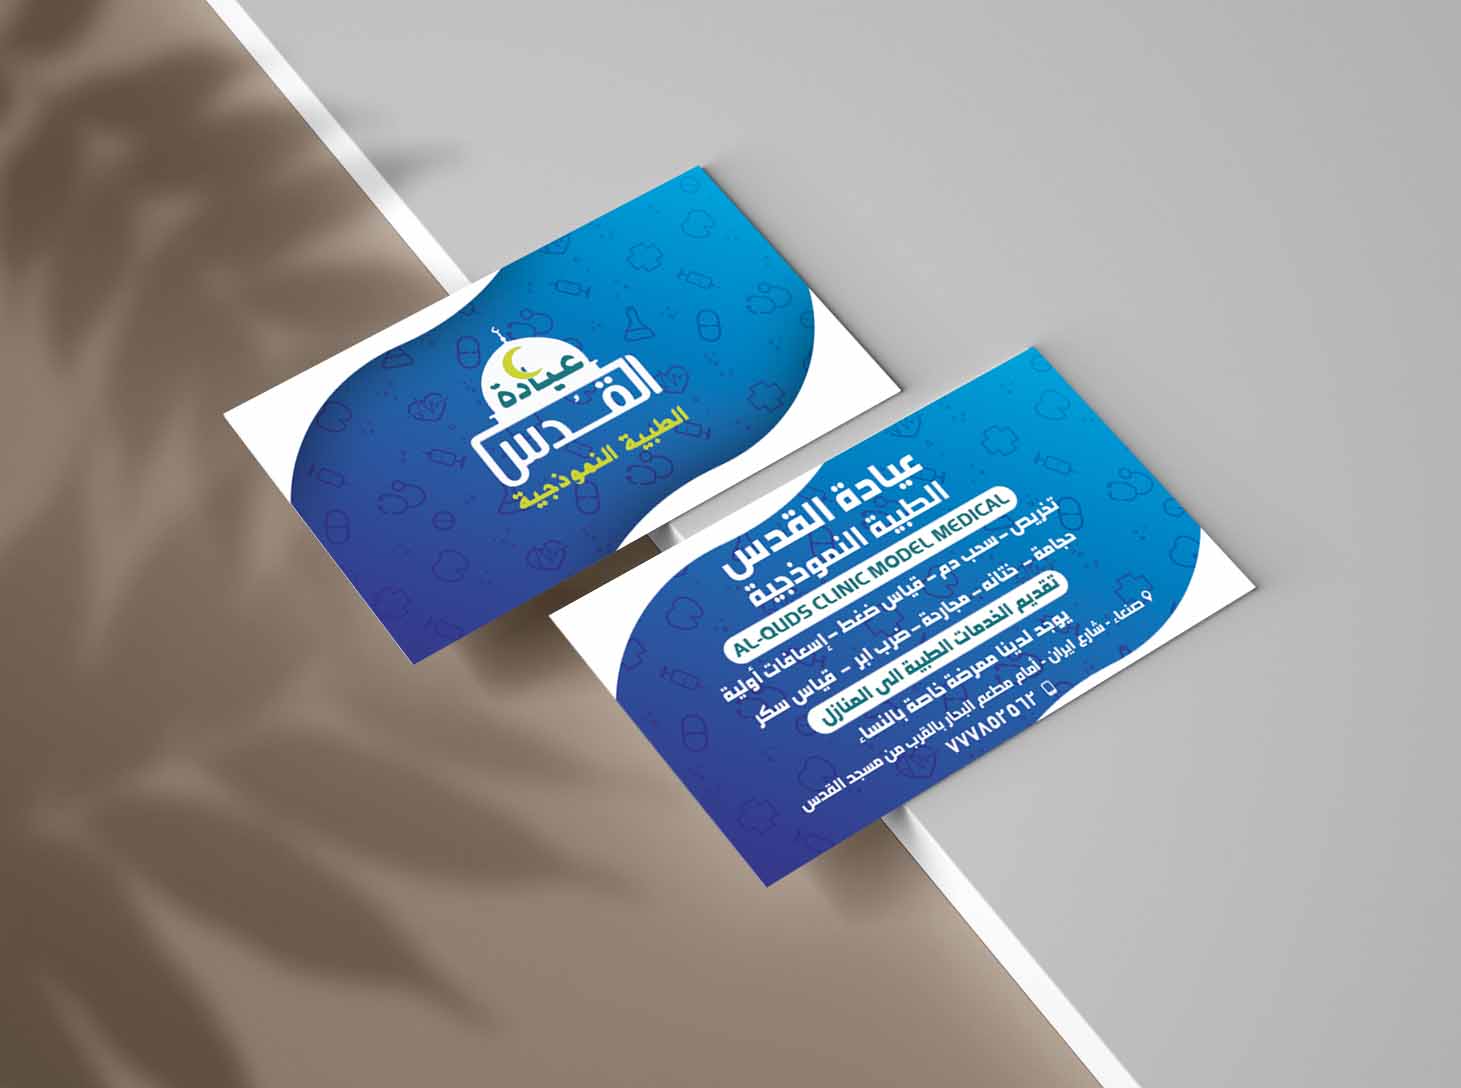 عيادة
القدس
الطبية النموذجية
عيادة القدس
الطبية النموذجية
AL-QUDS CLINIC MODEL MEDICAL
تخريص - سحب دم - قياس ضغط - إسعافات أولية
حجامة - ختانه - مجارحة - ضرب ابر - قياس سكر
تقديم الخدمات الطبية الى المنازل
يوجد لدينا ممرضة خاصة بالنساء
صنعاء - شارع ايران - أمام مطعم البحار بالقرب من مسجد القدس
٧٧٧٨٥٢٥٦٢